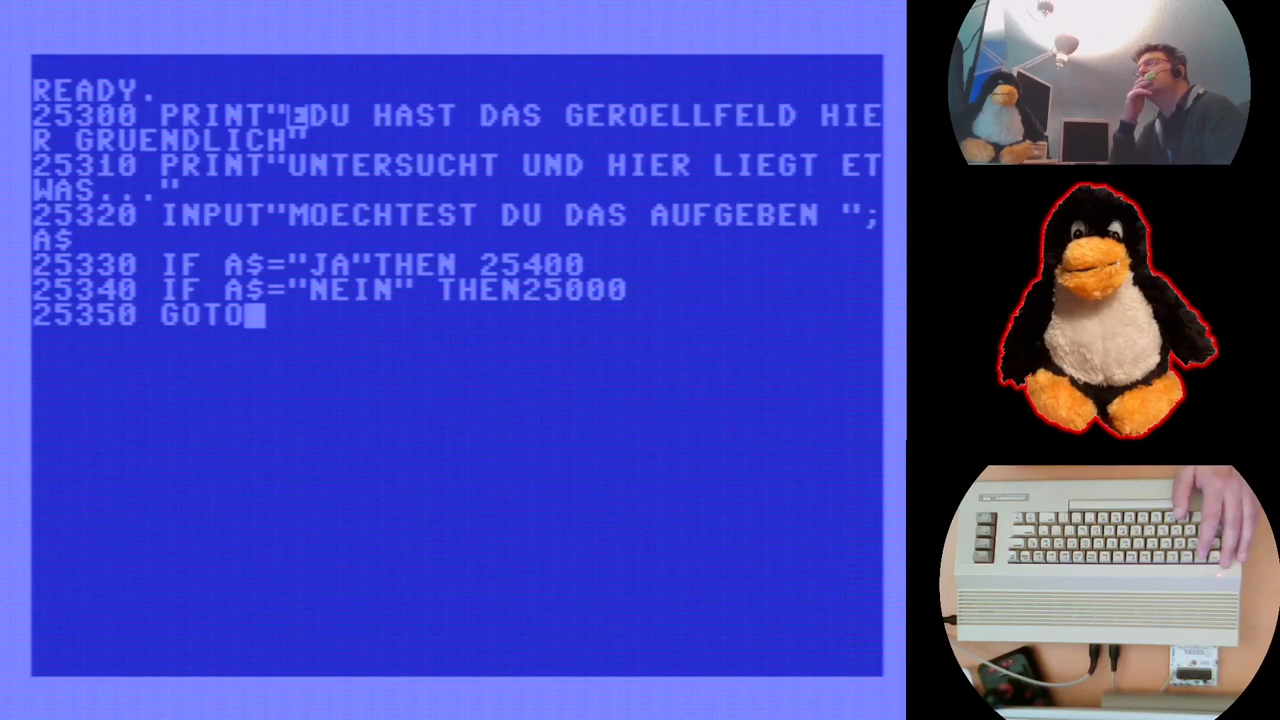 READY.
25300 PRINT"EDU HAST DAS GEROELLFELD HIE
R GRUENDLICH"
25310 PRINT"UNTERSUCHT UND HIER LIEGT ET
WAS..."
25320 INPUT"MOECHTEST DU DAS AUFGEBEN ";
A$
25330 IF A$="JA"THEN 25400
25340 IF A$="NEIN" THEN25000
25350 GOTO